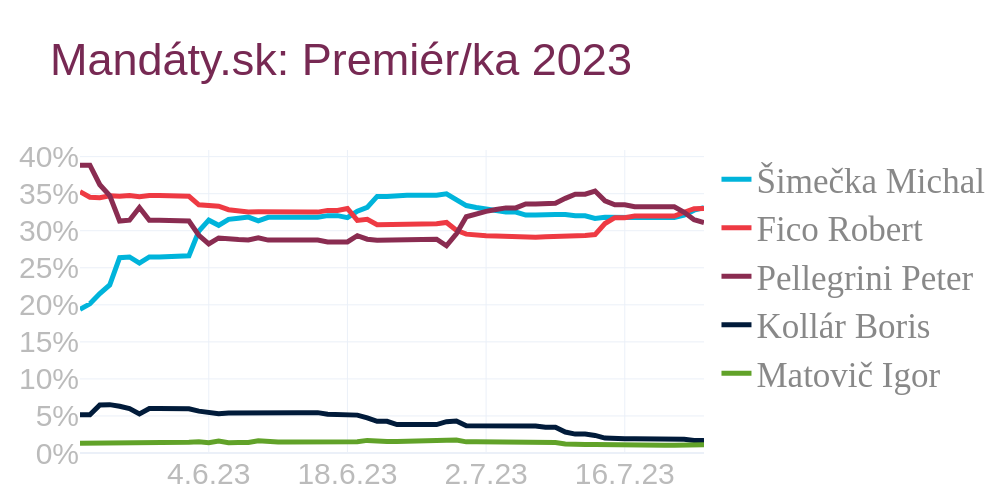 Mandáty.sk: Premiér/ka 2023
40%
35%
30%
25%
20%
15%
10%
5%
0%
4.6.23 18.6.23 2.7.23 16.7.23
Šimečka Michal
Fico Robert
Pellegrini Peter
Kollár Boris
Matovič Igor